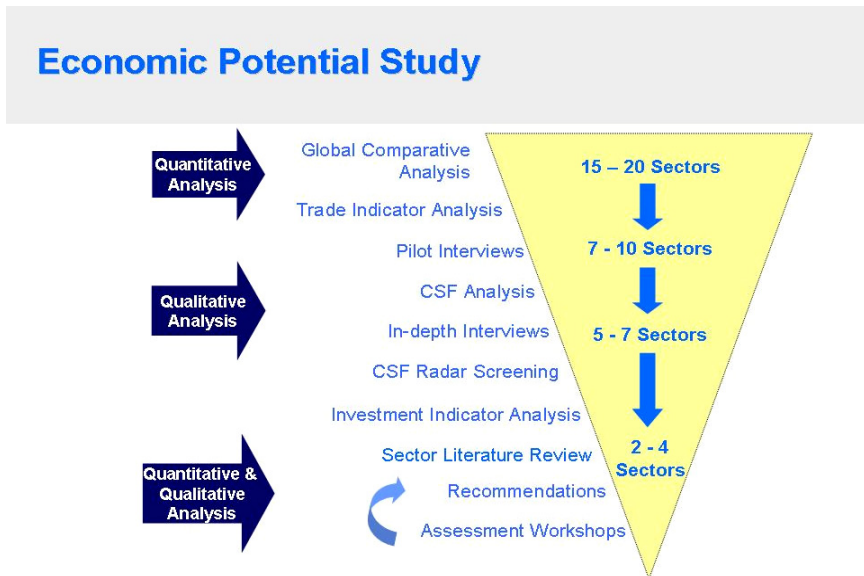 Economic Potential Study
Quantitative
Analysis
Global Comparative
Analysis
15 – 20 Sectors
Trade Indicator Analysis
Pilot Interviews
7 - 10 Sectors
Qualitative
Analysis
CSF Analysis
In-depth Interviews
5 - 7 Sectors
CSF Radar Screening
Investment Indicator Analysis
Quantitative &
Qualitative
Analysis
Sector Literature Review
2 - 4
Sectors
Recommendations
Assessment Workshops